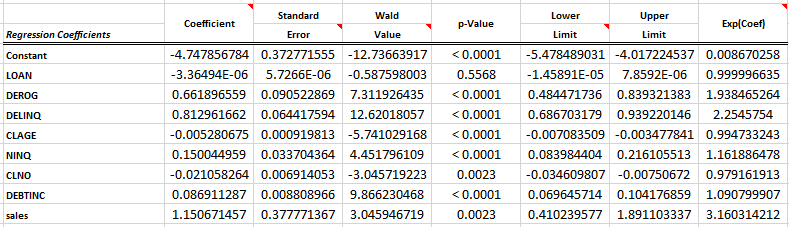 Coefficient Standard Error Wald Value p-Value Lower Limit Upper Limit Exp(Coef)
Regression Coefficients
Constant -4.747856784 0.372771555 -12.73663917 < 0.0001 -5.478489031 -4.017224537 0.008670258
LOAN -3.36494E-06 5.7266E-06 -0.587598003 0.5568 -1.45891E-05 7.8592E-06 0.999996635
DEROG 0.661896559 0.090522869 7.311926435 < 0.0001 0.484471736 0.839321383 1.938465264
DELINQ 0.812961662 0.064417594 12.62018057 < 0.0001 0.686703179 0.939220146 2.2545754
CLAGE -0.005280675 0.000919813 -5.741029168 < 0.0001 -0.007083509 -0.003477841 0.994733243
NINQ 0.150044959 0.033704364 4.451796109 < 0.0001 0.083984404 0.216105513 1.161886478
CLNO -0.021058264 0.006914053 -3.045719223 0.0023 -0.034609807 -0.00750672 0.979161913
DEBTINC 0.086911287 0.008808966 9.866230468 < 0.0001 0.069645714 0.104176859 1.090799907
sales 1.150671457 0.377771367 3.045946719 0.0023 0.410239577 1.891103337 3.160314212